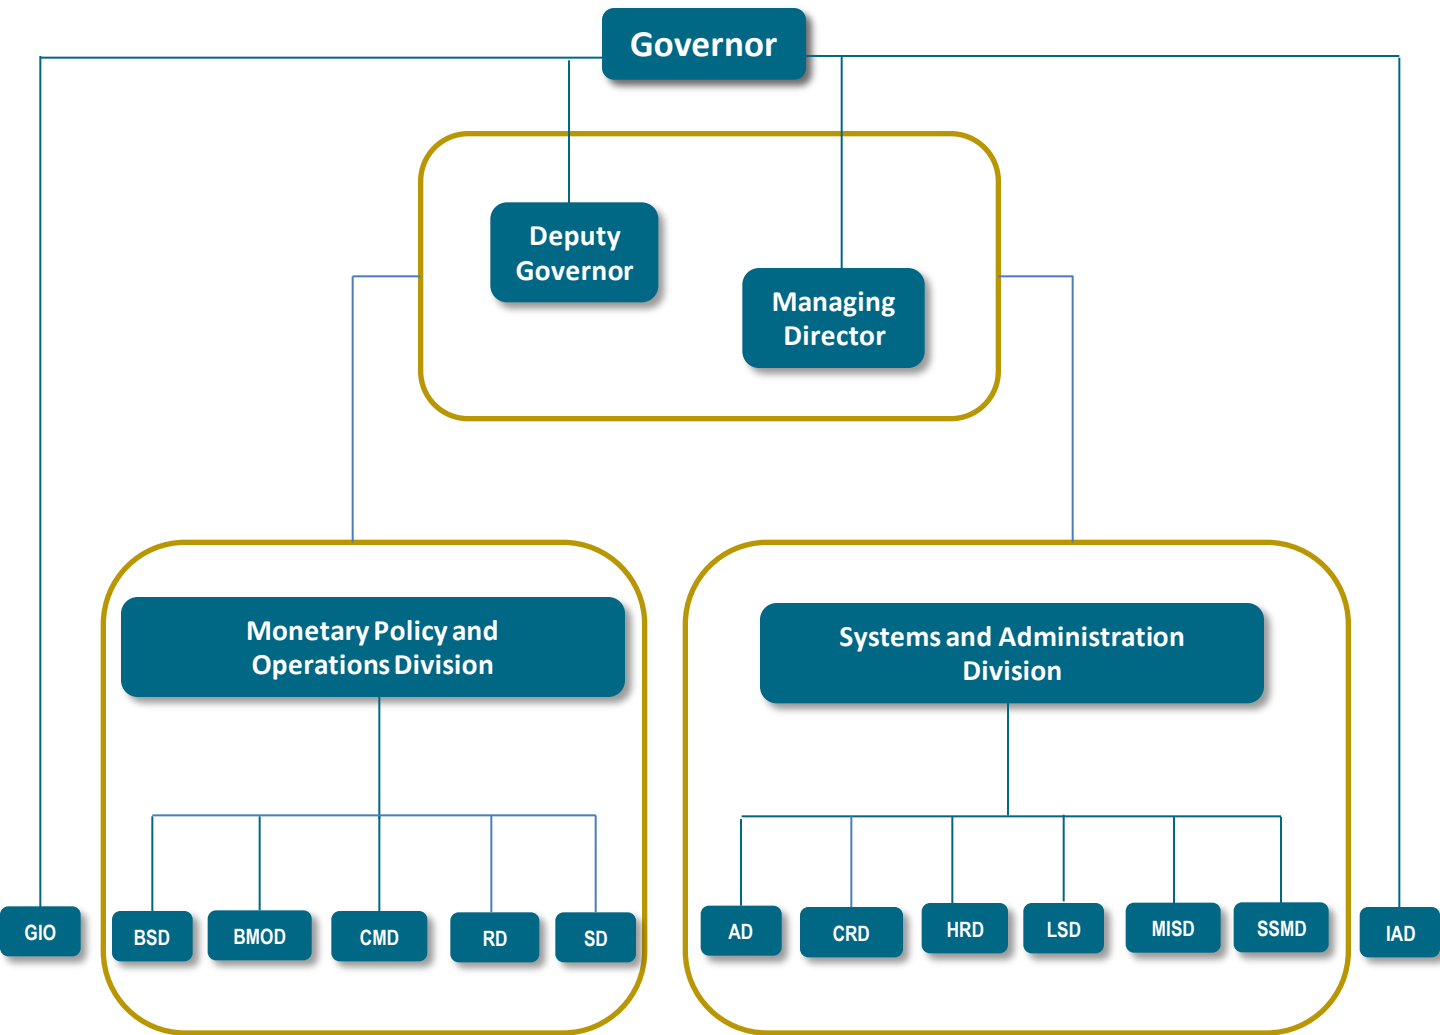 Governor
Deputy
Governor
Managing
Director
Monetary Policy and
Operations Division
Systems and Administration
Division
GIO
BSD
BMOD
CMD
RD
SD
AD
CRD
HRD
LSD
MISD
SSMD
IAD